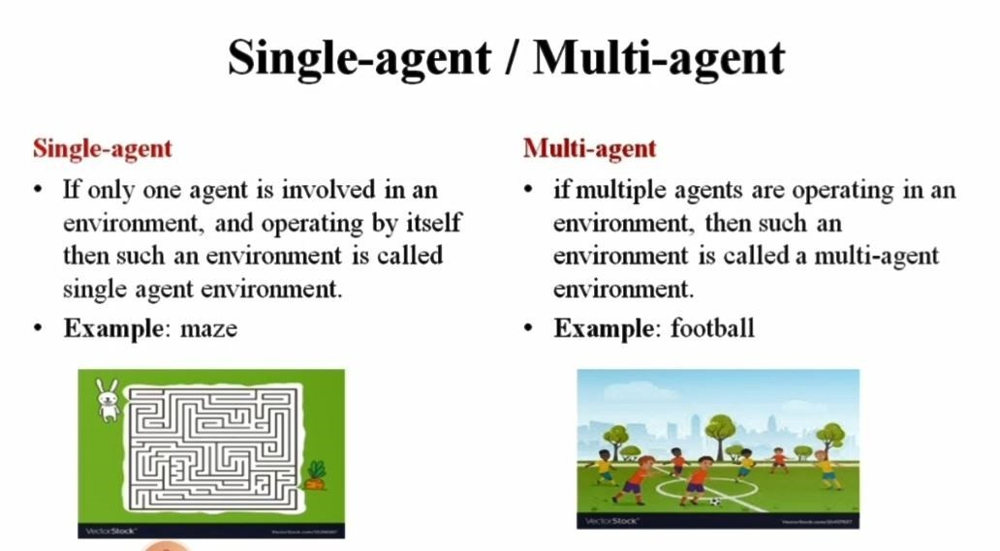 Single-agent / Multi-agent
Single-agent
• If only one agent is involved in an
environment, and operating by itself
then such an environment is called
single agent environment.
• Example: maze
Multi-agent
• if multiple agents are operating in an
environment, then such an
environment is called a multi-agent
environment.
• Example: football
VectorStock
VectorStock